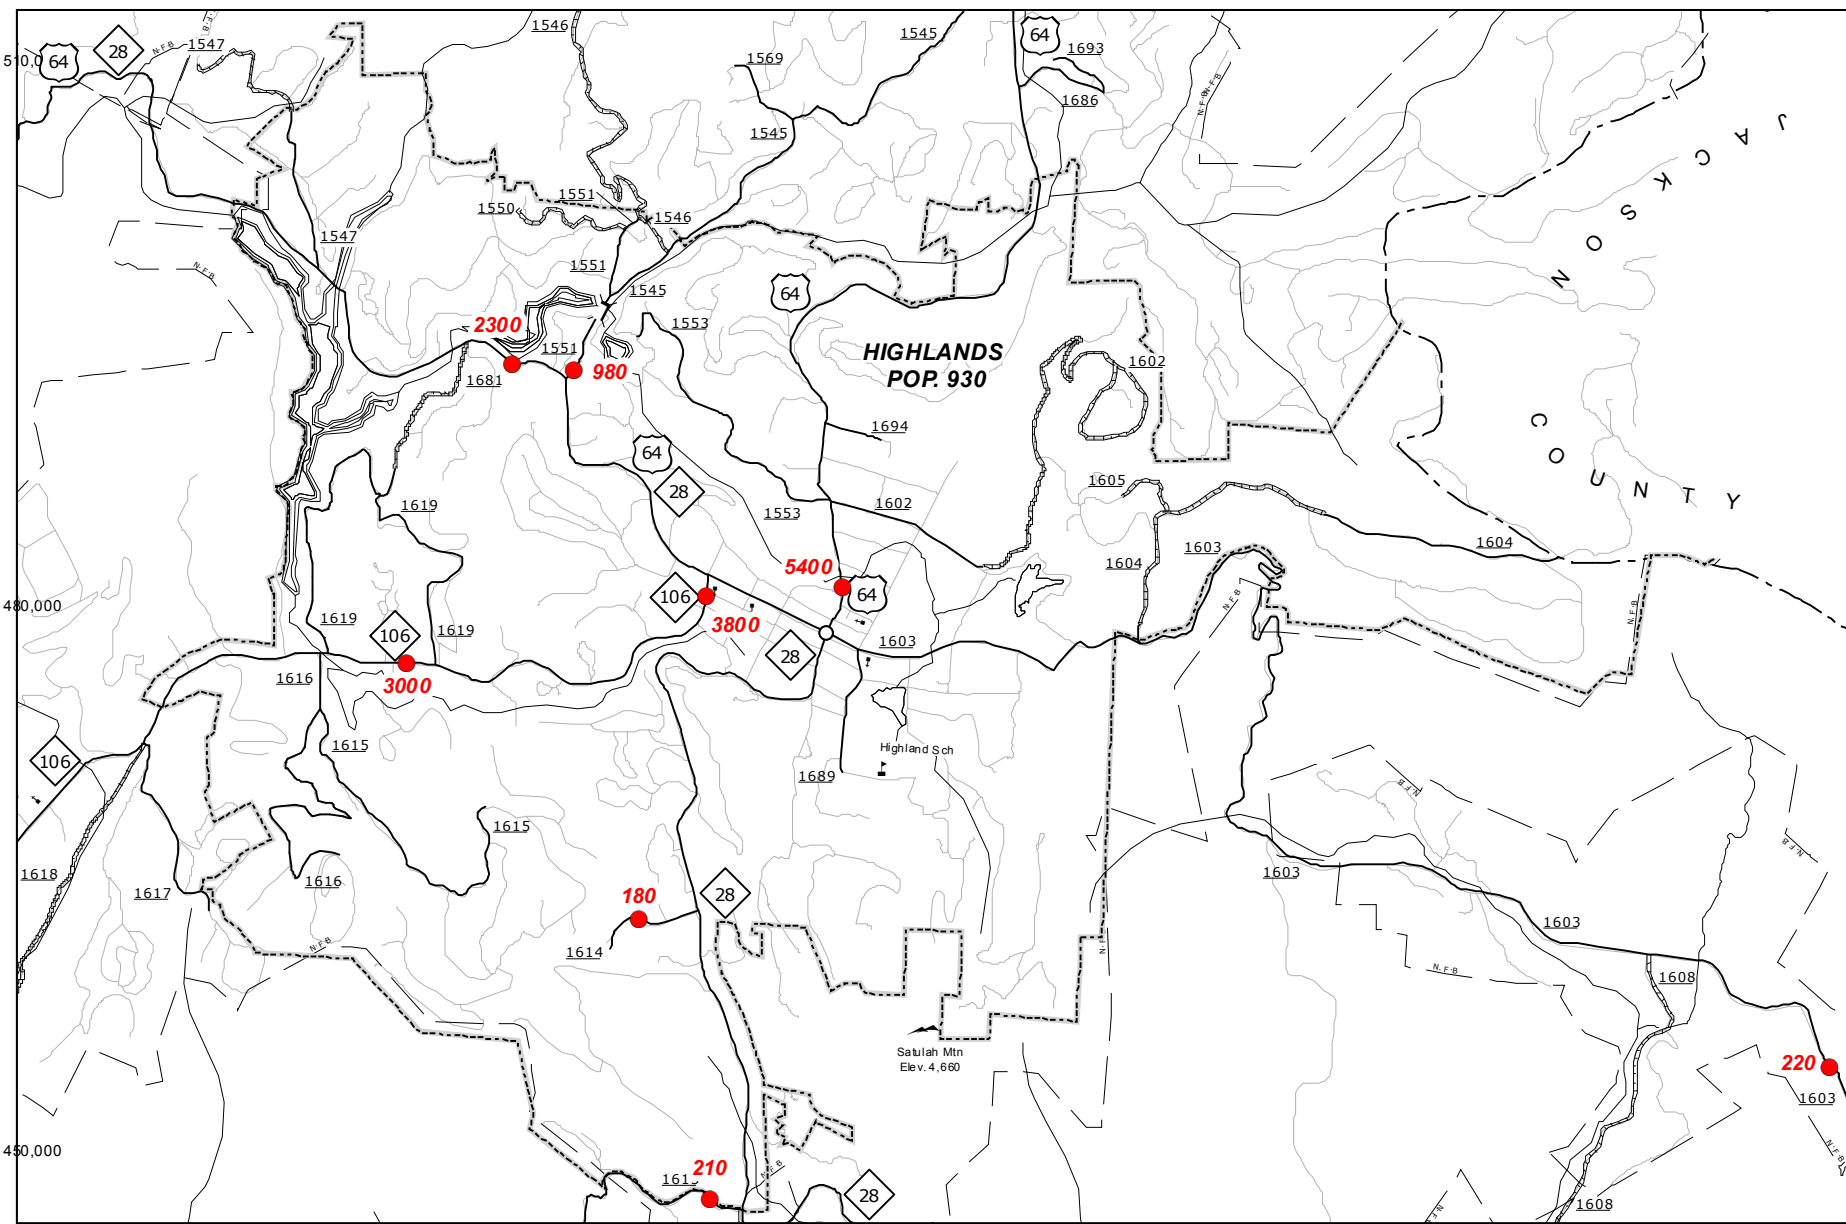 510,0
64
28
N.F.B
N.F.B
1547
1546
1545
1569
64
1693
1686
1545
N.F.B
N.F.B
JACKSON
1551
1550
1546
1547
N.F.B
1551
1545
64
2300
1553
1551
980
1681
HIGHLANDS
POP. 930
1602
1694
64
28
1605
COUNTY
1619
1553
1602
1603
1604
1604
5400
64
N.F.B
480,000
106
3800
N.F.B
1619
106
1619
28
1603
3000
1616
N.F.B
1615
106
Highland Sch
1689
N.F.B
1615
N.F.B
1618
1617
1616
1603
180
28
1603
N.F.B
1614
N.F
N.F.B
1608
Satulah Mtn
Elev. 4,660
220
1603
450,000
N.F.B
210
161
N.F.B
28
N.F.B
1608
N.F.B